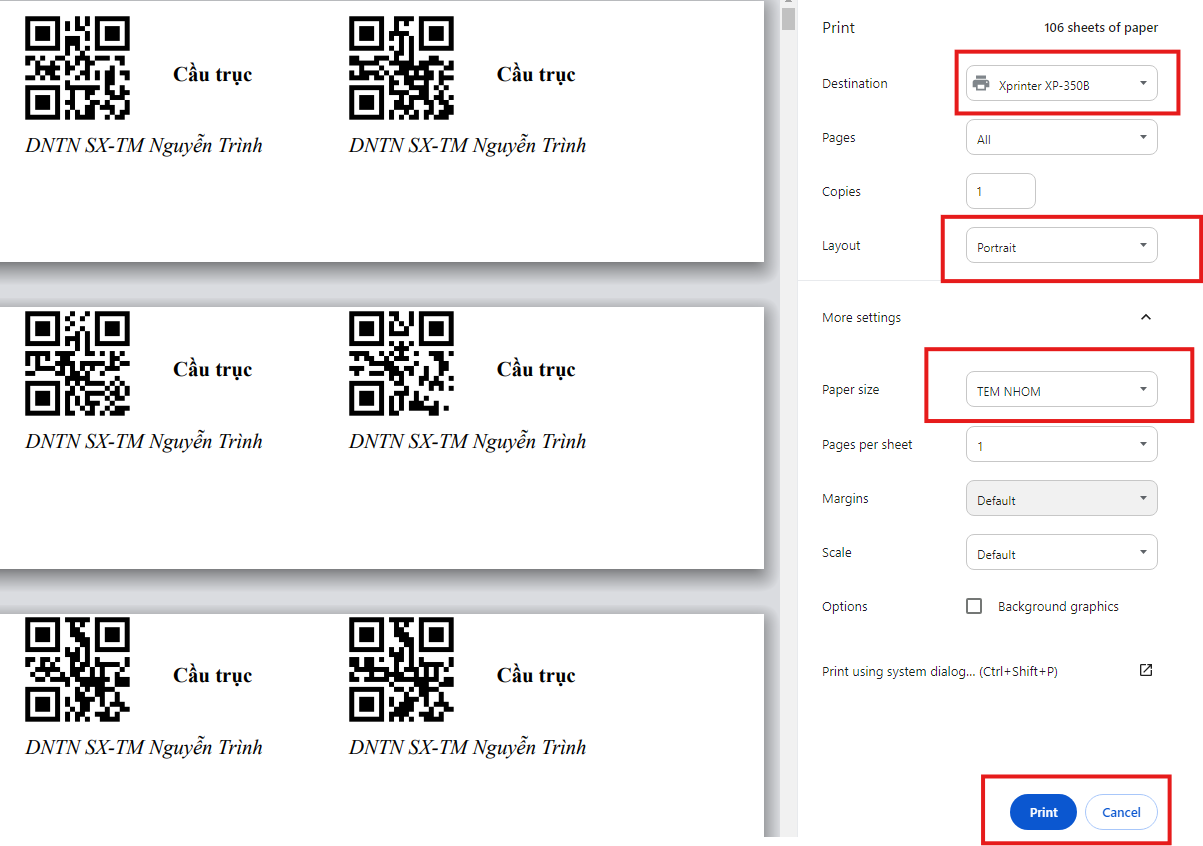 Cầu trục Cầu trục
DNTN SX-TM Nguyễn Trình DNTN SX-TM Nguyễn Trình
Cầu trục Cầu trục
DNTN SX-TM Nguyễn Trình DNTN SX-TM Nguyễn Trình
Cầu trục Cầu trục
DNTN SX-TM Nguyễn Trình DNTN SX-TM Nguyễn Trình
Print 106 sheets of paper
Destination Xprinter XP-350B
Pages All
Copies 1
Layout Portrait
More settings
Paper size TEM NHOM
Pages per sheet 1
Margins Default
Scale Default
Options Background graphics
Print using system dialog... (Ctrl+Shift+P)
Print Cancel